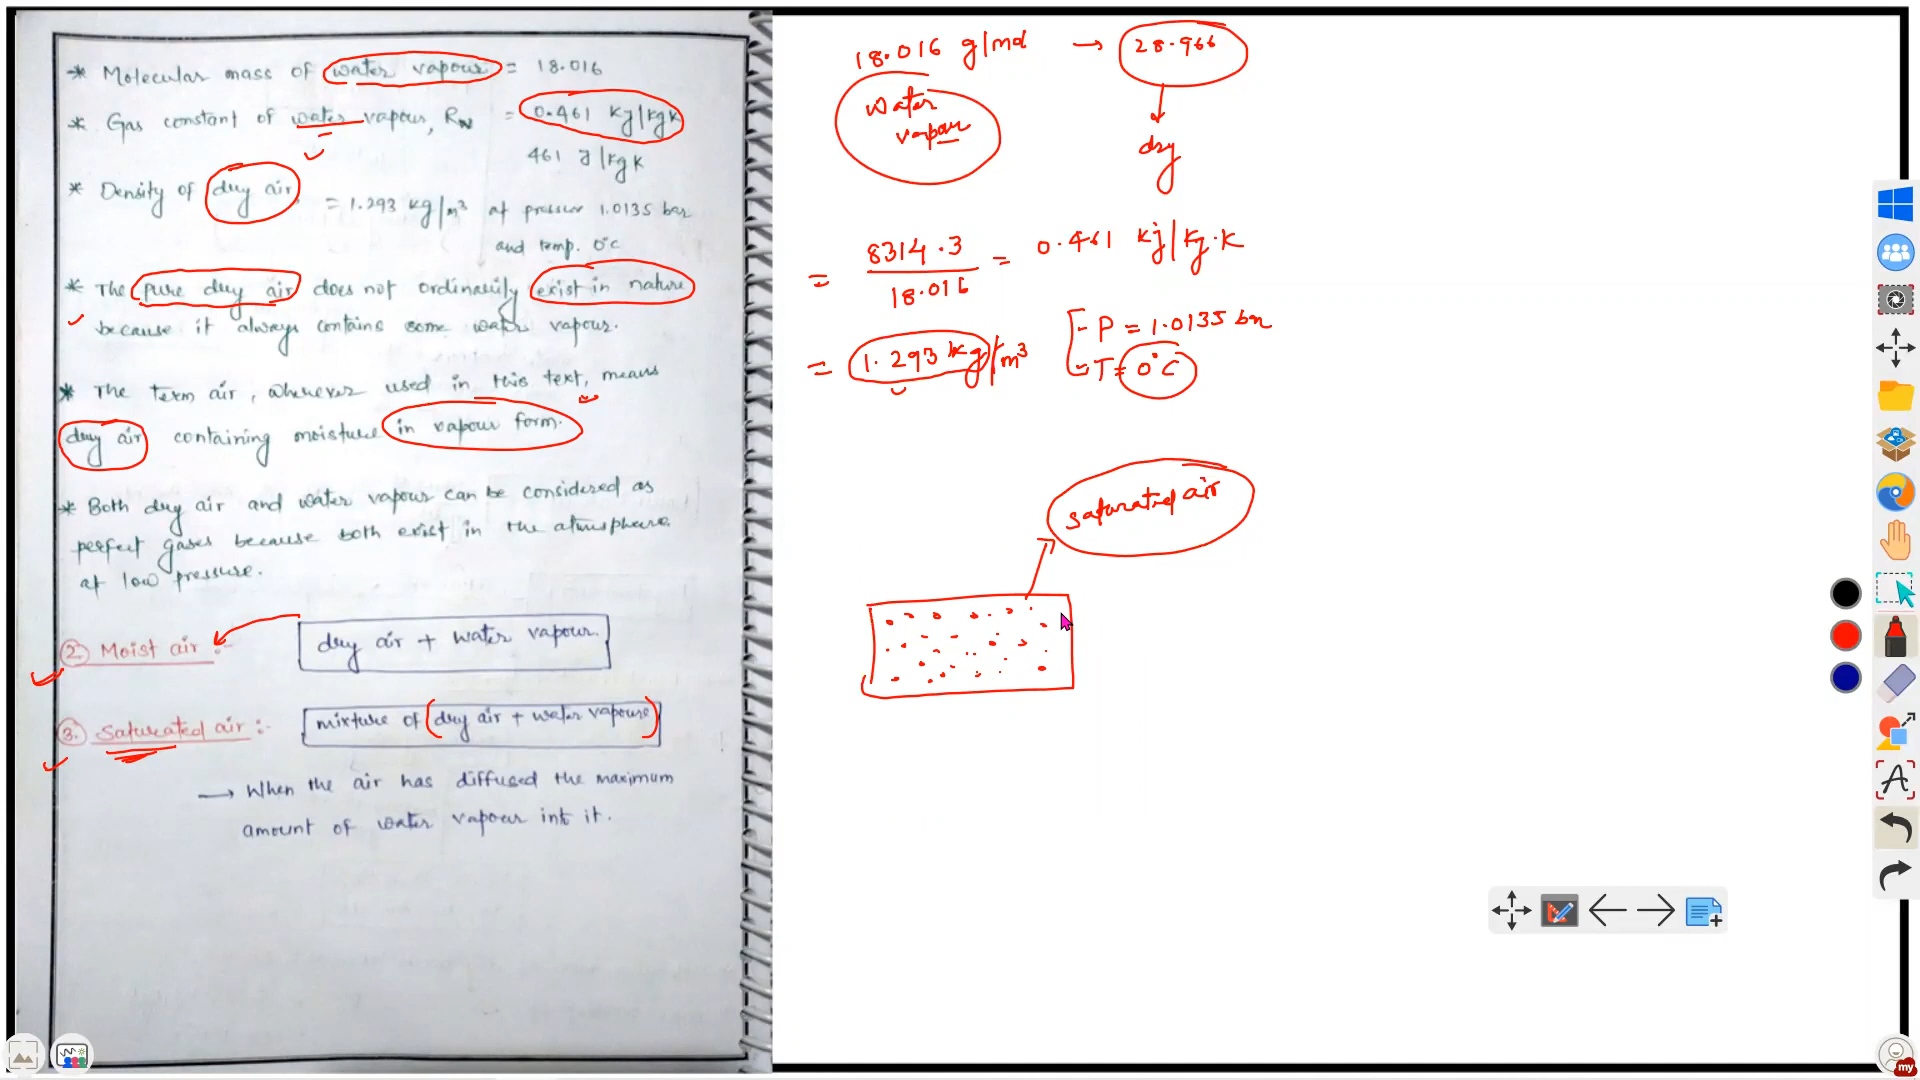 * Molecular mass of water vapour = 18.016
* Gas constant of water vapour, Rw = 0.461 KJ/KgK
461 J/KgK
* Density of dry air = 1.293 kg/m³ at pressur 1.0135 bar
and temp. 0°C
* The pure dry air does not ordinarily exist in nature
because it always contains some water vapour.
* The term air, wherever used in this text, means
dry air containing moisture in vapour form.
* Both dry air and water vapour can be considered as
perfect gases because both exist in the atmosphere
at low pressure.
② Moist air :- dry air + water vapour.
③. Saturated air :- mixture of (dry air + water vapour)
→ When the air has diffused the maximum
amount of water vapour into it.
18.016 g/mol → 28.966
water
vapour
dry
= 8314.3 / 18.016 = 0.461 kj/kg.K
= 1.293 kg/m³ [- P = 1.0135 bar
- T = 0°C
saturated air
my